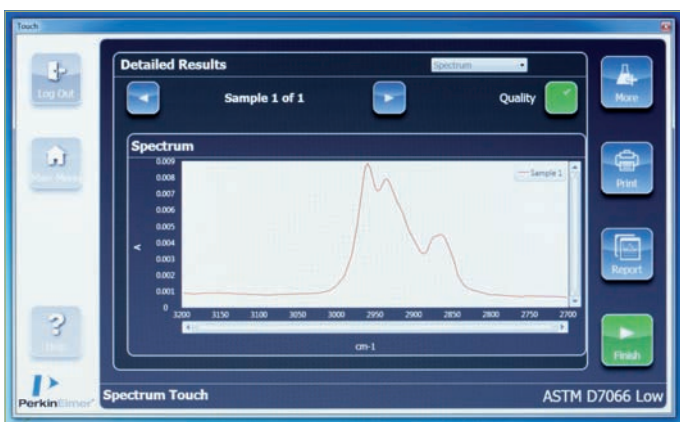 Touch
Detailed Results
Spectrum
Log Out
Sample 1 of 1
Quality
More
Spectrum
Sample 1
0.009
0.008
0.007
0.006
0.005
0.004
0.003
0.002
0.001
0
A
3200 3150 3100 3050 3000 2950 2900 2850 2800 2750 2700
cm-1
Main Menu
Print
Report
Help
Finish
PerkinElmer
Spectrum Touch
ASTM D7066 Low